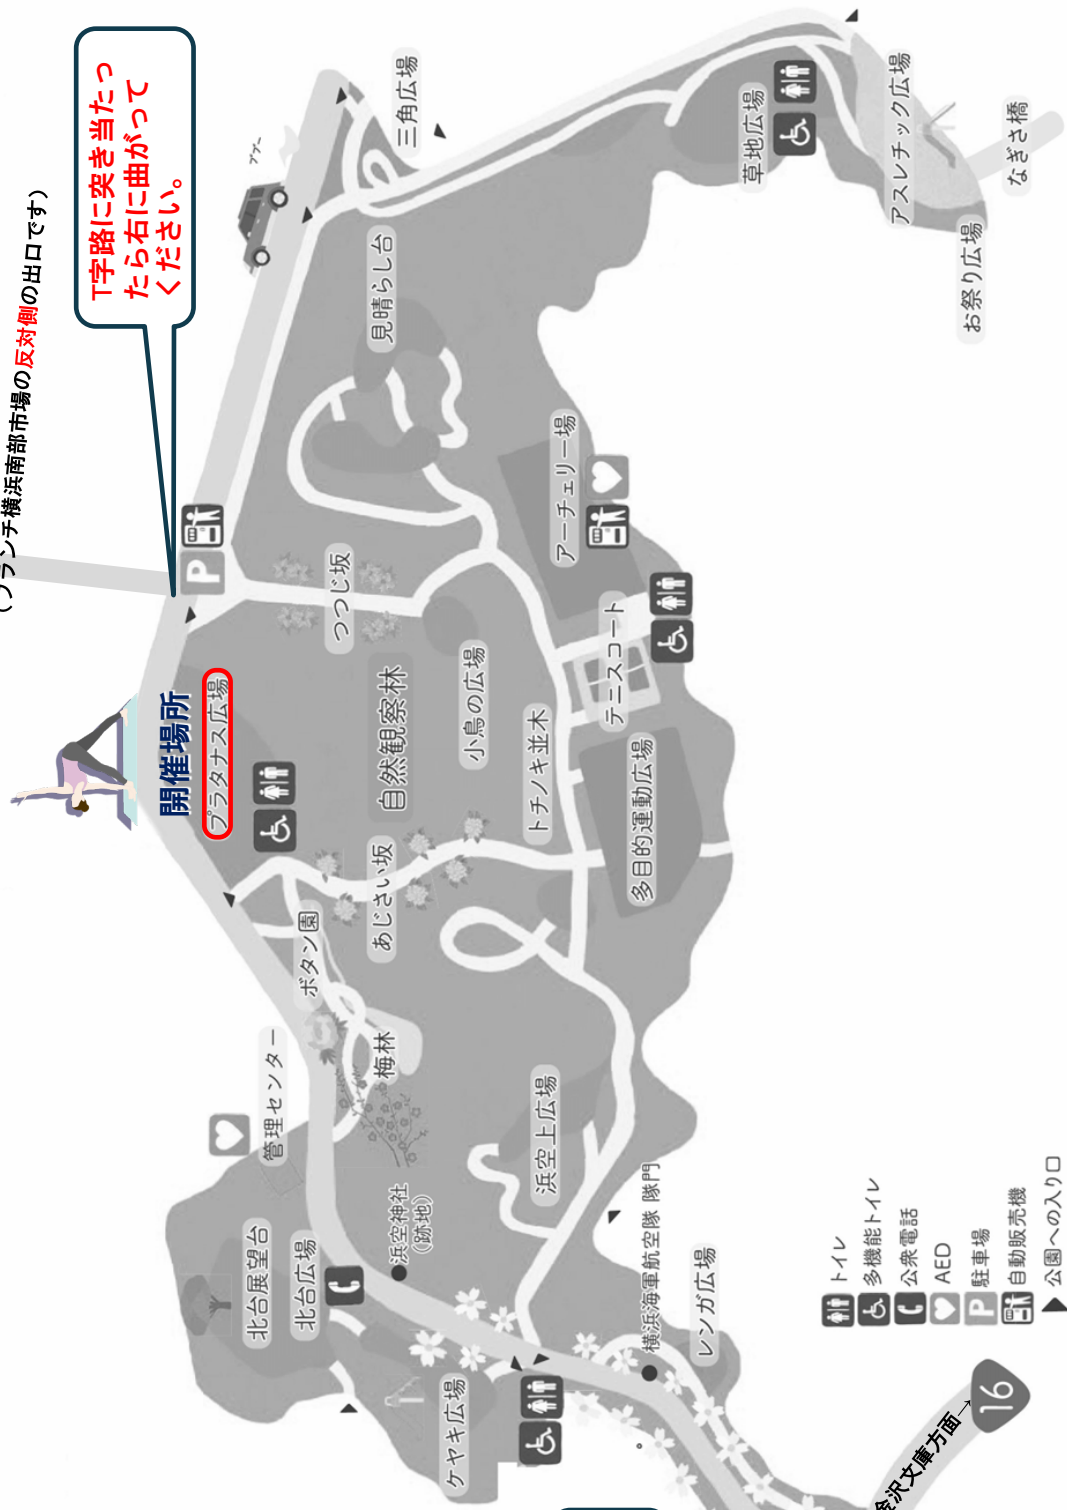 (ブランチ横浜南部市場の反対側の出口です)
T字路に突き当たっ
たら右に曲がって
ください。
ブブー
三角広場
見晴らし台
草地広場
アスレチック広場
なぎさ橋
お祭り広場
アーチェリー場
P
つつじ坂
テニスコート
開催場所
プラタナス広場
自然観察林
小鳥の広場
トチノキ並木
多目的運動広場
あじさい坂
ボタン園
梅林
管理センター
浜空上広場
浜空神社
(跡地)
北台展望台
北台広場
横浜海軍航空隊 隊門
レンガ広場
ケヤキ広場
トイレ
多機能トイレ
公衆電話
AED
P 駐車場
自動販売機
公園への入り口
金沢文庫方面→
16